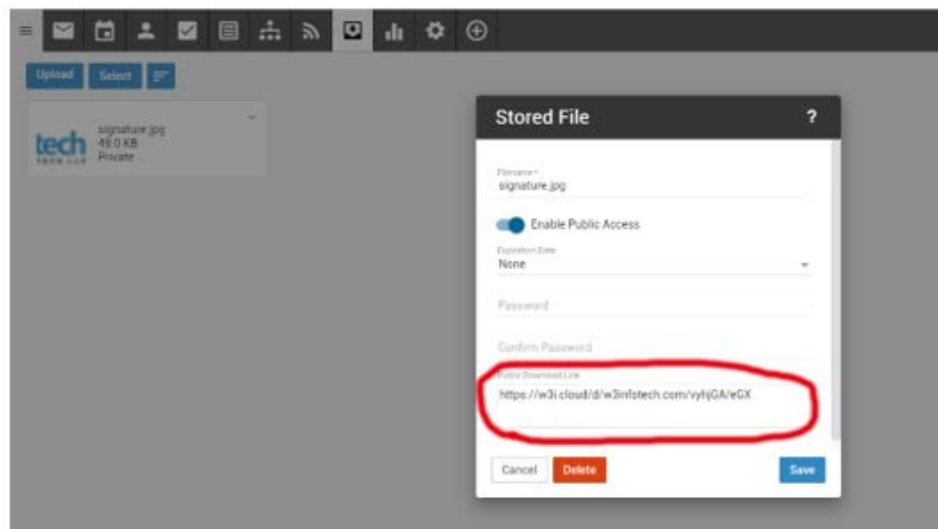 Upload Select
signature.jpg
49.0 KB
Private
tech
Stored File ?
Filename*
signature.jpg
Enable Public Access
Expiration Date
None
Password
Confirm Password
Public Download Link
https://w3i.cloud/d/w3infotech.com/vyhjGA/eGX
Cancel Delete Save